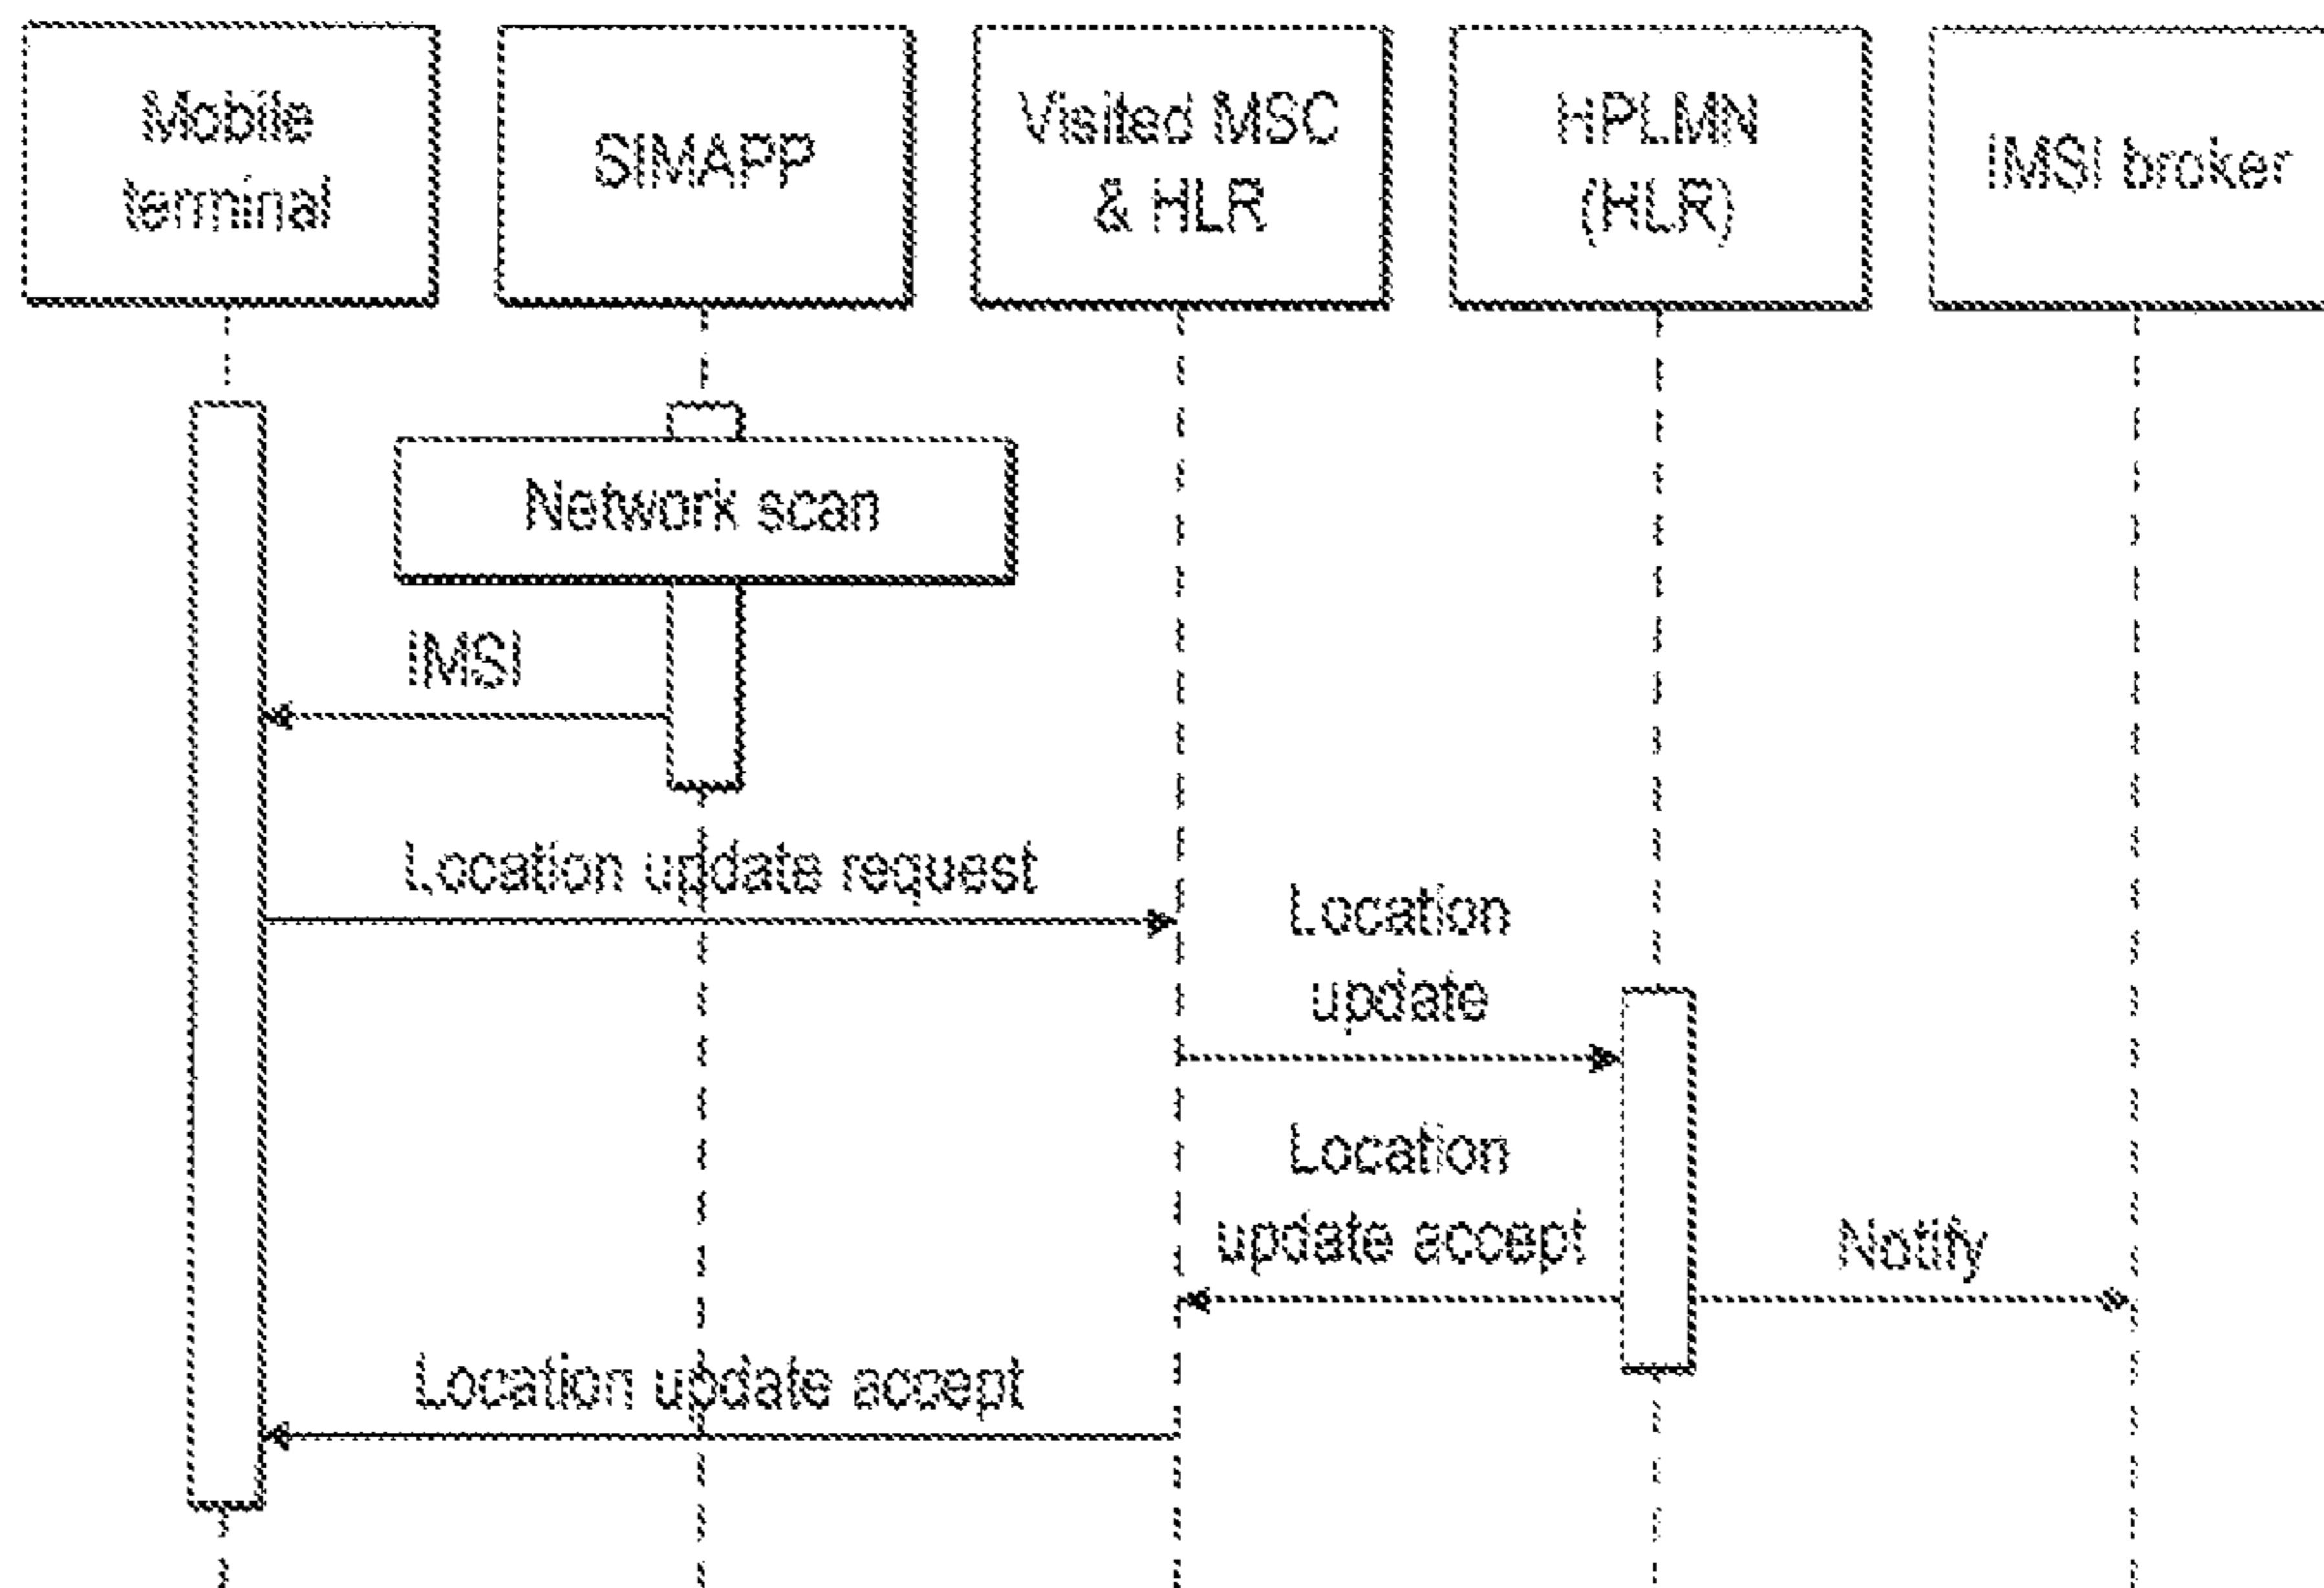 Mobile
terminal
SIMAPP
Visited MSC
& HLR
HPLMN
(HLR)
IMSI broker
Network scan
IMSI
Location update request
Location
update
Location
update accept
Notify
Location update accept